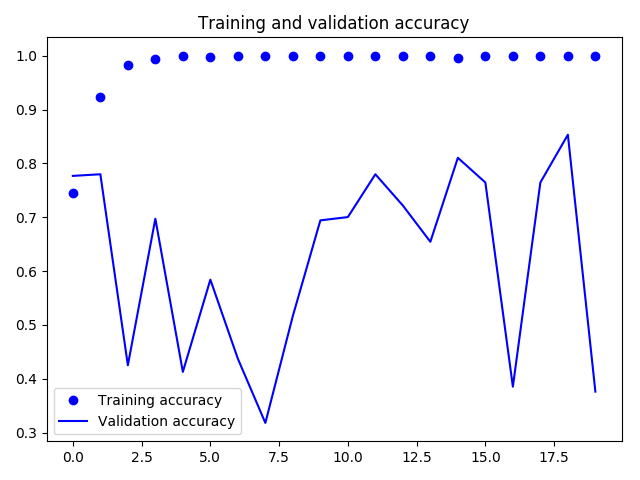 Training and validation accuracy
1.0
0.9
0.8
0.7
0.6
0.5
0.4
0.3
Training accuracy
Validation accuracy
0.0 2.5 5.0 7.5 10.0 12.5 15.0 17.5